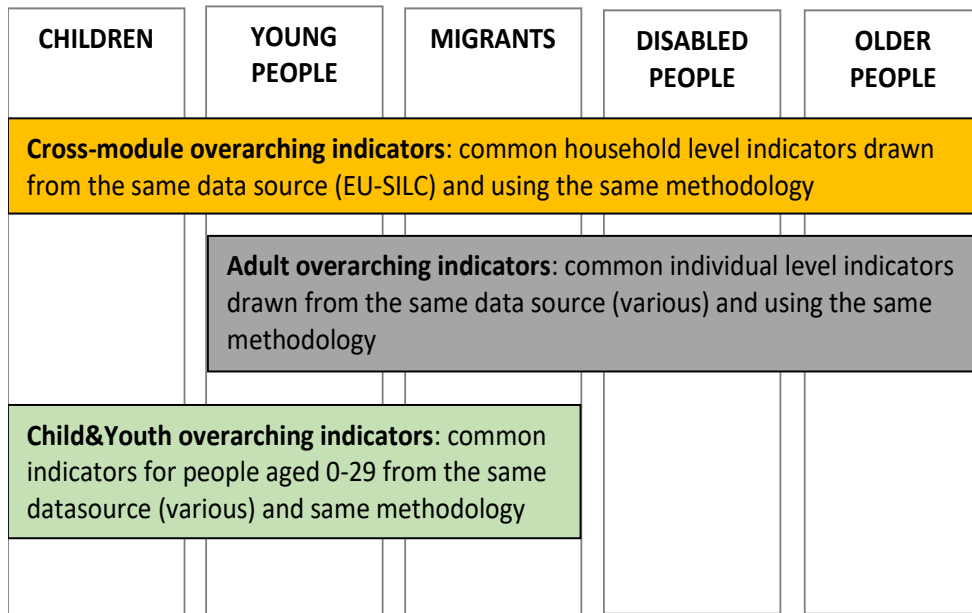 CHILDREN
YOUNG
PEOPLE
MIGRANTS
DISABLED
PEOPLE
OLDER
PEOPLE
Cross-module overarching indicators: common household level indicators drawn
from the same data source (EU-SILC) and using the same methodology
Adult overarching indicators: common individual level indicators
drawn from the same data source (various) and using the same
methodology
Child&Youth overarching indicators: common
indicators for people aged 0-29 from the same
datasource (various) and same methodology